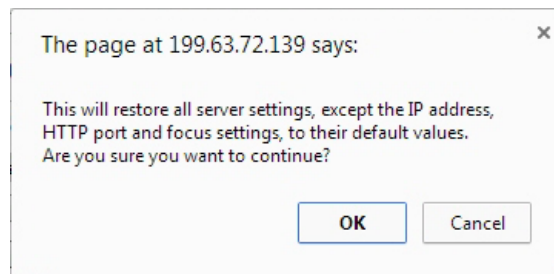 The page at 199.63.72.139 says:
This will restore all server settings, except the IP address,
HTTP port and focus settings, to their default values.
Are you sure you want to continue?
OK Cancel